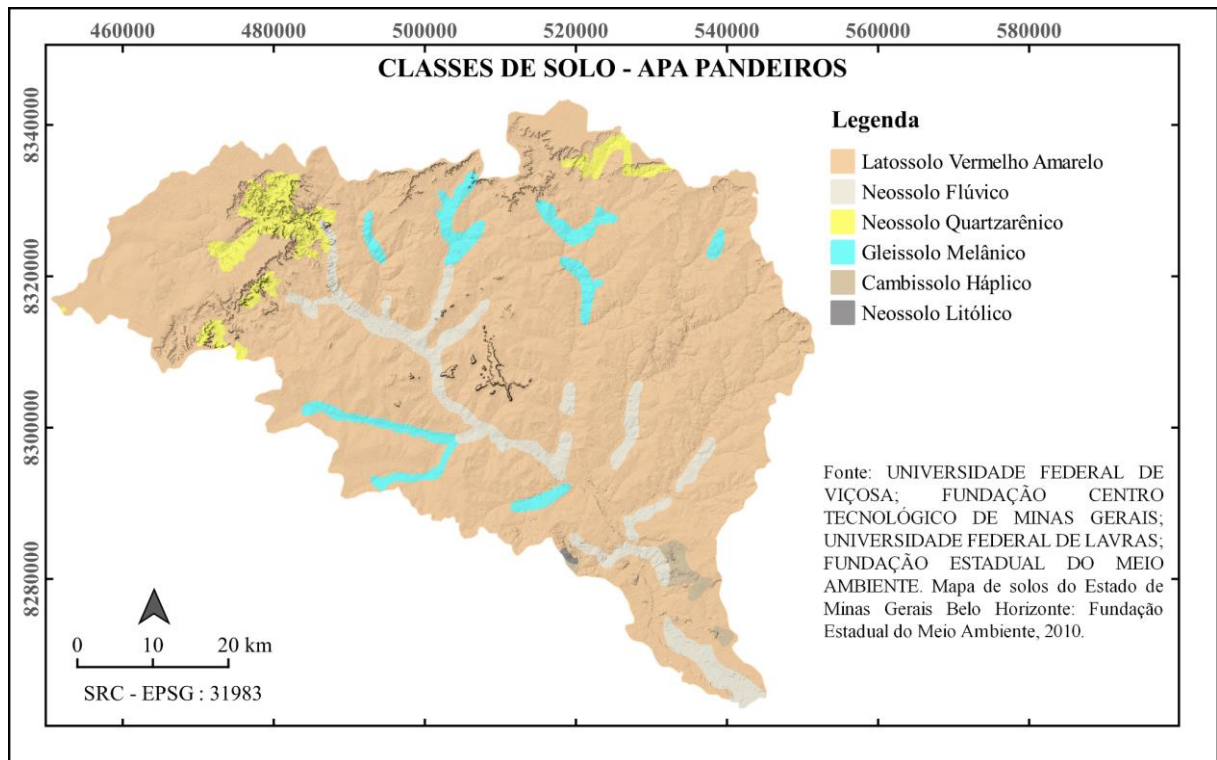 460000 480000 500000 520000 540000 560000 580000
CLASSES DE SOLO - APA PANDEIROS
8340000
8320000
8300000
8280000
Legenda
Latossolo Vermelho Amarelo
Neossolo Flúvico
Neossolo Quartzarênico
Gleissolo Melânico
Cambissolo Háplico
Neossolo Litólico
Fonte: UNIVERSIDADE FEDERAL DE
VIÇOSA; FUNDAÇÃO CENTRO
TECNOLÓGICO DE MINAS GERAIS;
UNIVERSIDADE FEDERAL DE LAVRAS;
FUNDAÇÃO ESTADUAL DO MEIO
AMBIENTE. Mapa de solos do Estado de
Minas Gerais Belo Horizonte: Fundação
Estadual do Meio Ambiente, 2010.
0 10 20 km
SRC - EPSG : 31983